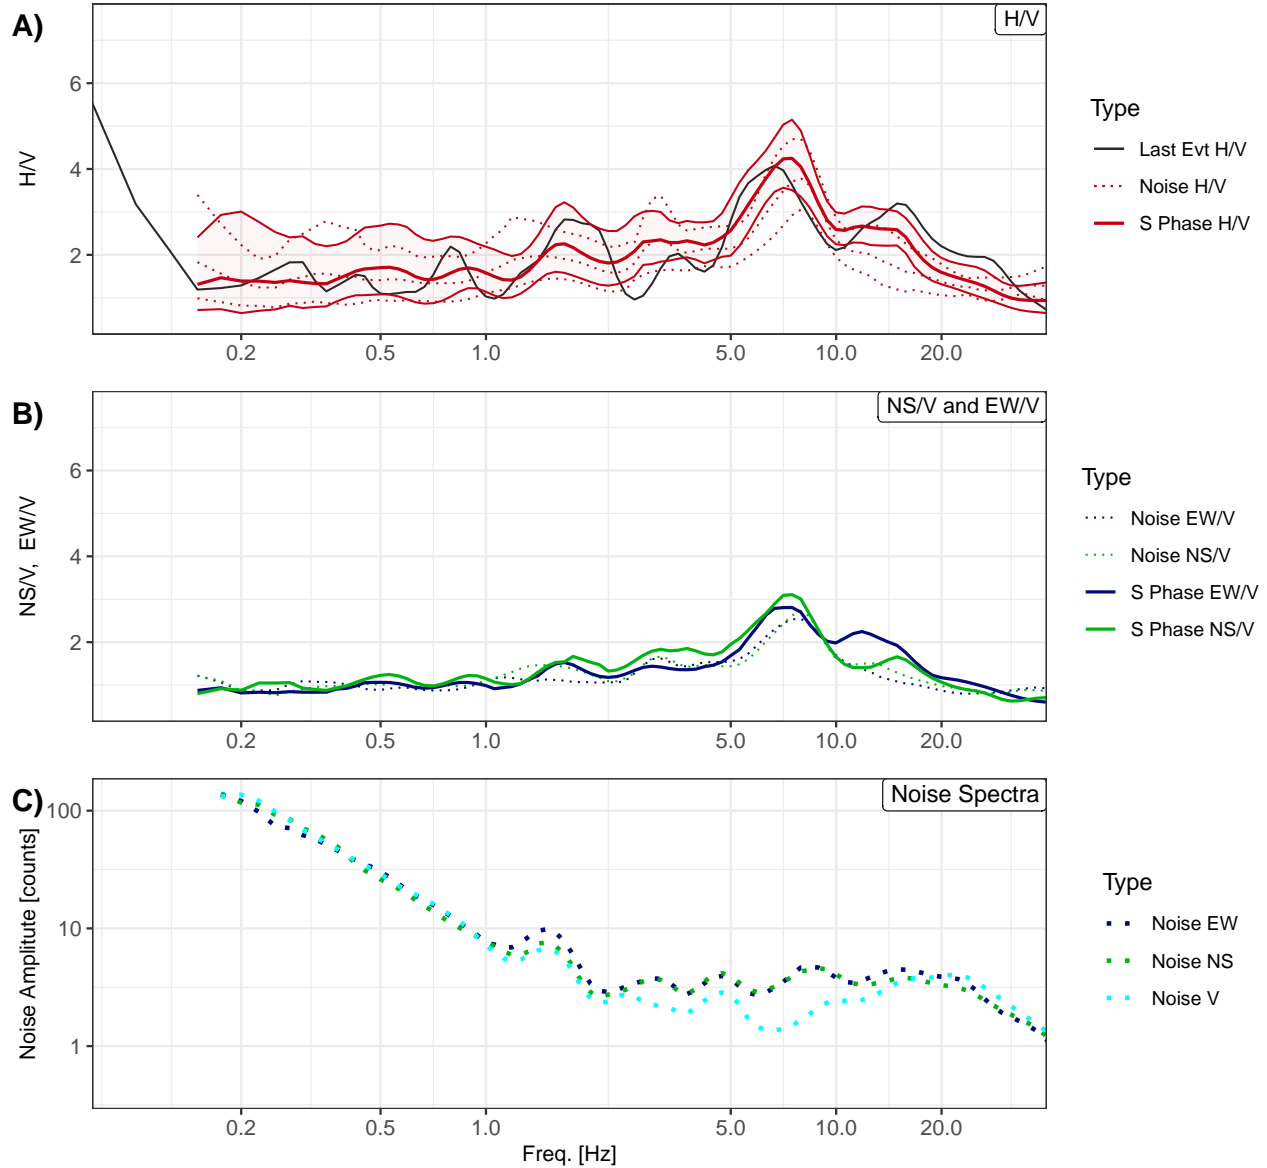 A)
H/V
6
4
2
H/V
0.2 0.5 1.0 5.0 10.0 20.0
Type
Last Evt H/V
Noise H/V
S Phase H/V
B)
NS/V and EW/V
6
4
2
NS/V, EW/V
0.2 0.5 1.0 5.0 10.0 20.0
Type
Noise EW/V
Noise NS/V
S Phase EW/V
S Phase NS/V
C)
Noise Spectra
100
10
1
Noise Amplitute [counts]
0.2 0.5 1.0 5.0 10.0 20.0
Freq. [Hz]
Type
Noise EW
Noise NS
Noise V